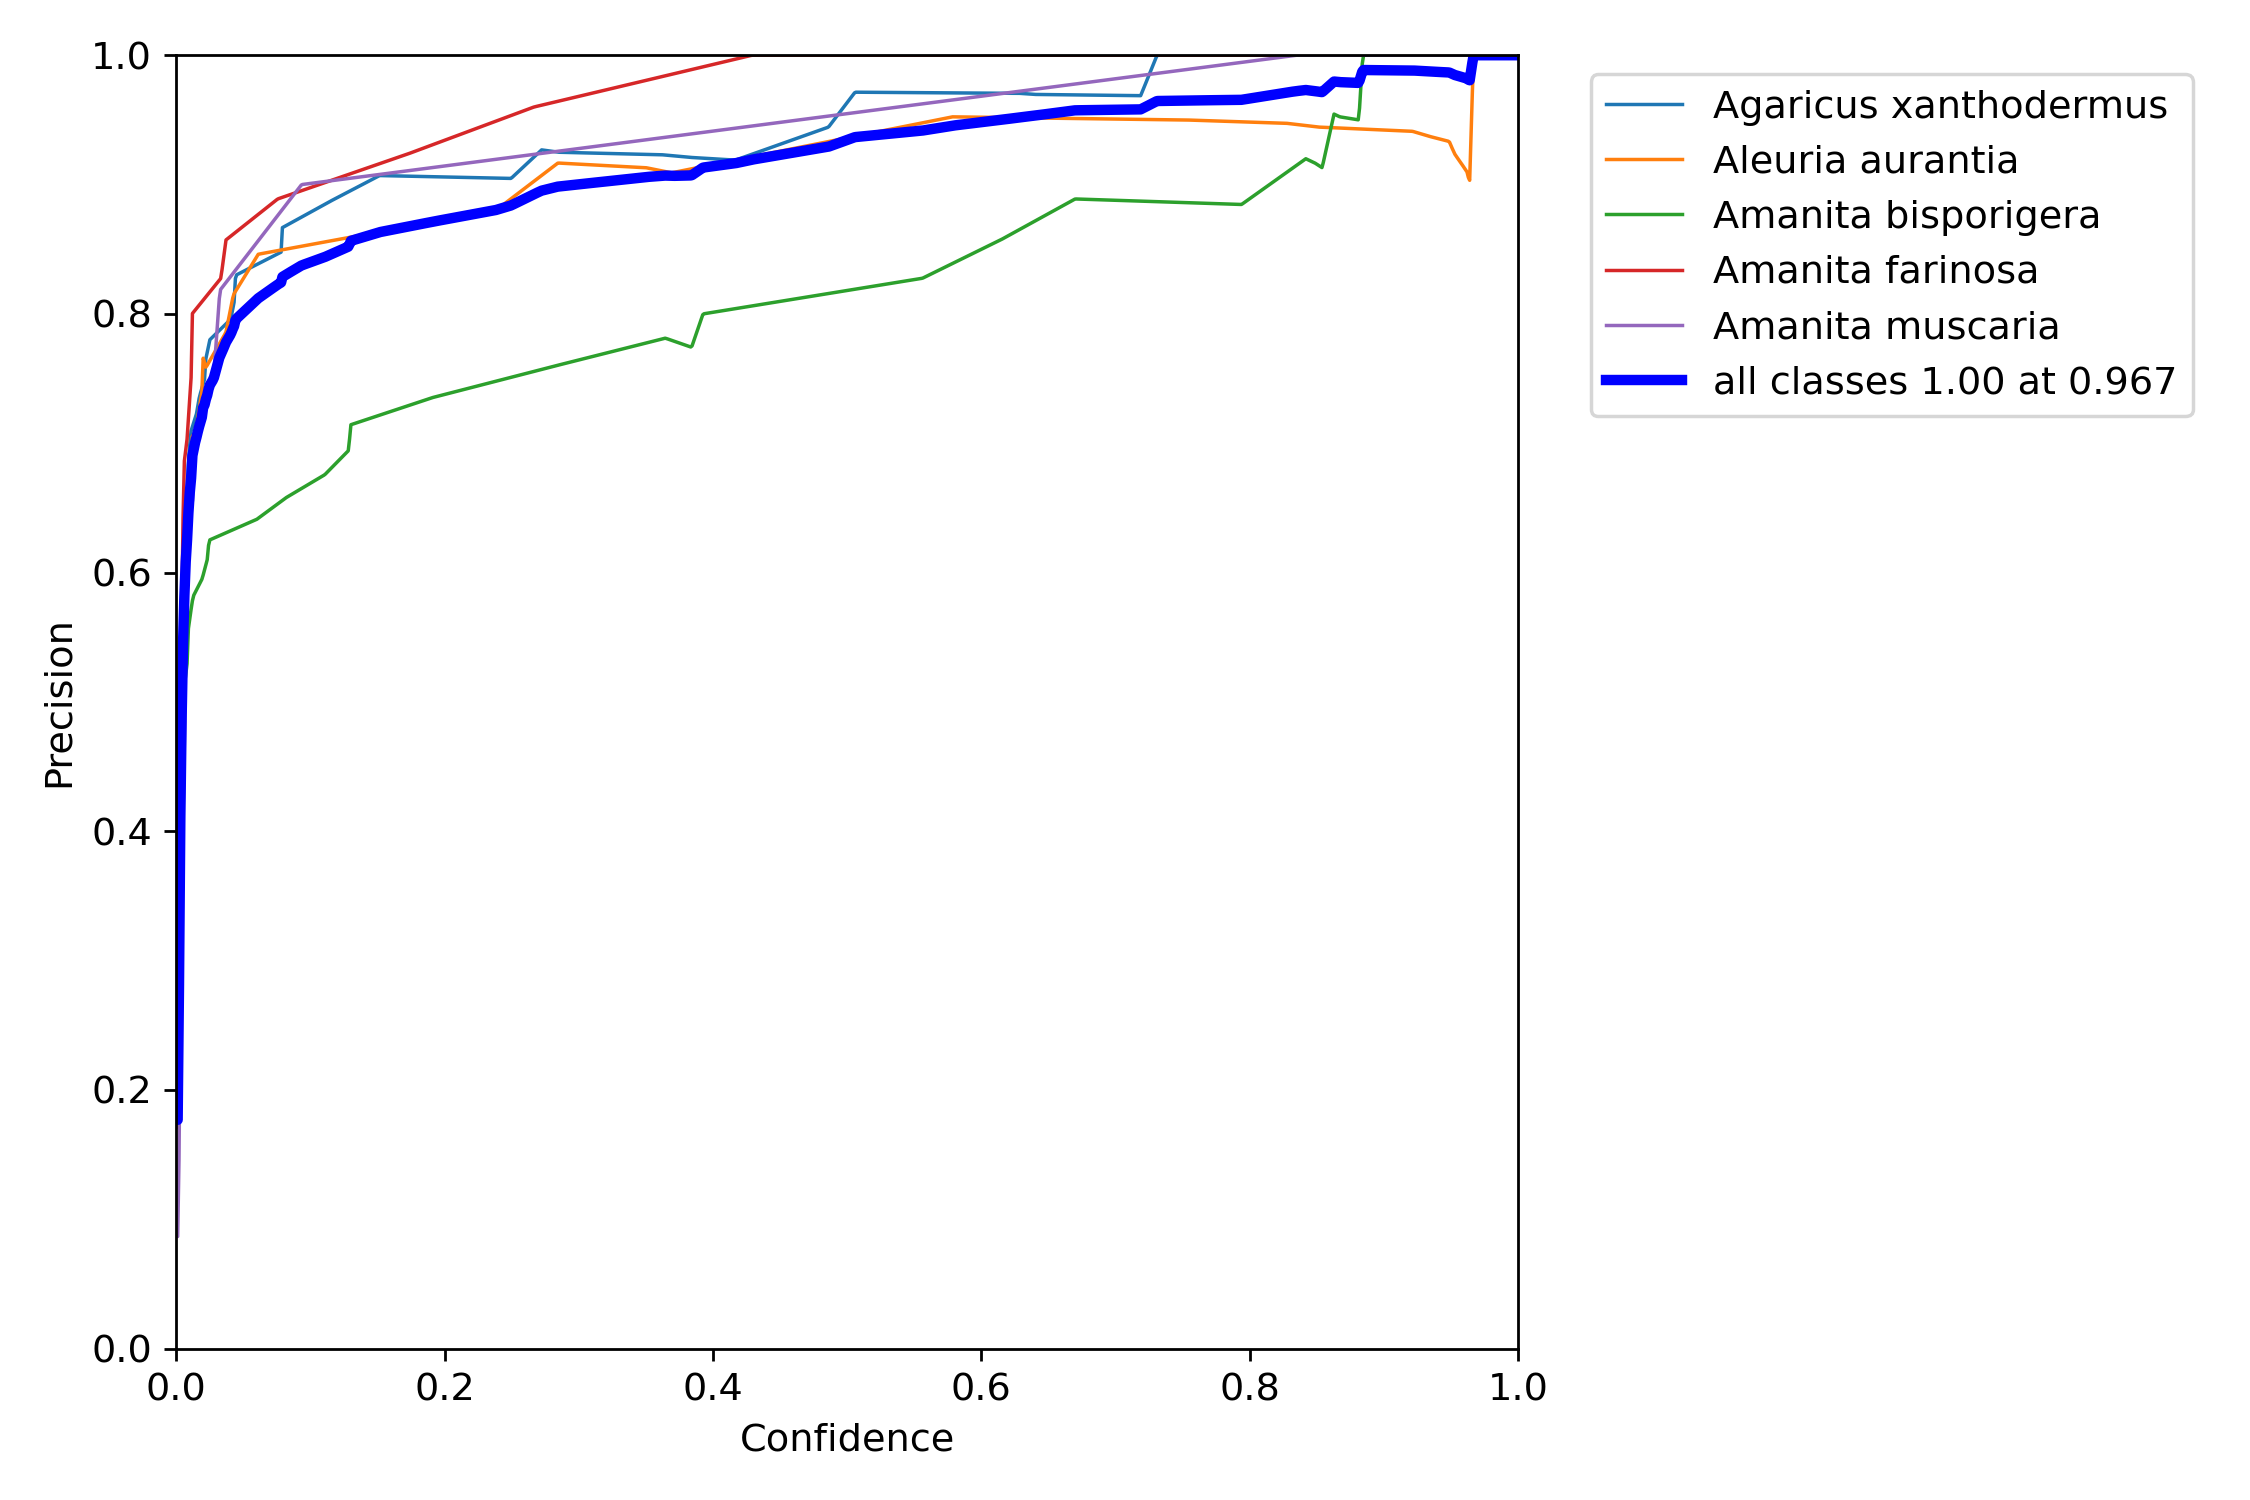 1.0
0.8
0.6
0.4
0.2
0.0
Precision
0.0 0.2 0.4 0.6 0.8 1.0
Confidence
Agaricus xanthodermus
Aleuria aurantia
Amanita bisporigera
Amanita farinosa
Amanita muscaria
all classes 1.00 at 0.967